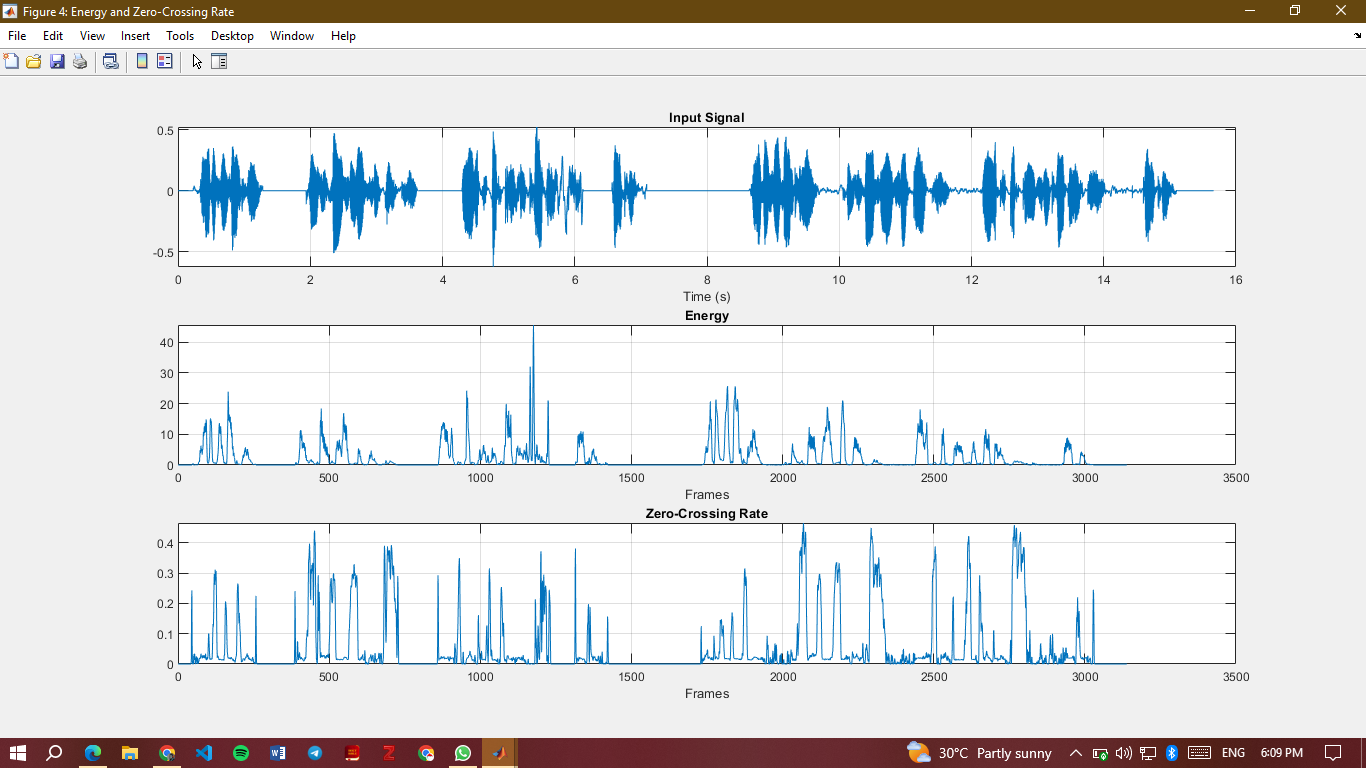 Figure 4: Energy and Zero-Crossing Rate
File Edit View Insert Tools Desktop Window Help
Input Signal
0.5
0
-0.5
0 2 4 6 8 10 12 14 16
Time (s)
Energy
40
30
20
10
0
0 500 1000 1500 2000 2500 3000 3500
Frames
Zero-Crossing Rate
0.4
0.3
0.2
0.1
0
0 500 1000 1500 2000 2500 3000 3500
Frames
30°C Partly sunny ENG 6:09 PM